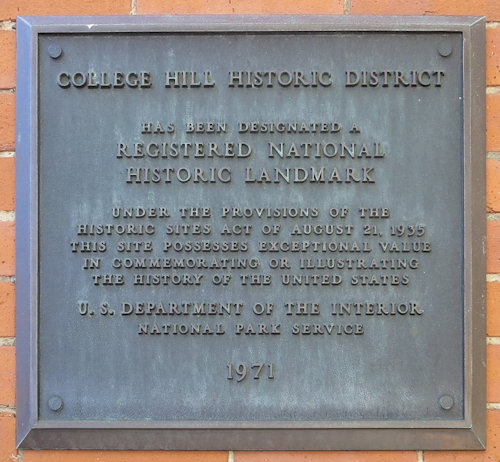 COLLEGE HILL HISTORIC DISTRICT
HAS BEEN DESIGNATED A
REGISTERED NATIONAL
HISTORIC LANDMARK
UNDER THE PROVISIONS OF THE
HISTORIC SITES ACT OF AUGUST 21, 1935
THIS SITE POSSESSES EXCEPTIONAL VALUE
IN COMMEMORATING OR ILLUSTRATING
THE HISTORY OF THE UNITED STATES
U. S. DEPARTMENT OF THE INTERIOR
NATIONAL PARK SERVICE
1971